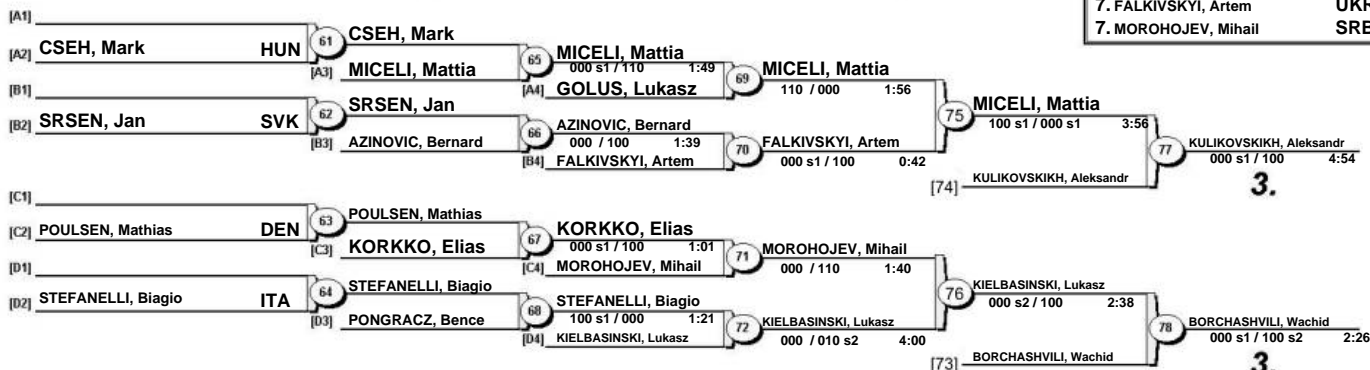 7. FALKIVSKYI, Artem UKR
7. MOROHOJEV, Mihail SRB
[A1]
[A2] CSEH, Mark HUN
61 CSEH, Mark
[A3] MICELI, Mattia
65 MICELI, Mattia
000 s1 / 110 1:49
[A4] GOLUS, Lukasz
69 MICELI, Mattia
110 / 000 1:56
[B1]
[B2] SRSEN, Jan SVK
62 SRSEN, Jan
[B3] AZINOVIC, Bernard
66 AZINOVIC, Bernard
000 / 100 1:39
[B4] FALKIVSKYI, Artem
70 FALKIVSKYI, Artem
000 s1 / 100 0:42
75 MICELI, Mattia
100 s1 / 000 s1 3:56
[74] KULIKOVSKIKH, Aleksandr
77 KULIKOVSKIKH, Aleksandr
000 s1 / 100 4:54
3.
[C1]
[C2] POULSEN, Mathias DEN
63 POULSEN, Mathias
[C3] KORKKO, Elias
67 KORKKO, Elias
000 s1 / 100 1:01
[C4] MOROHOJEV, Mihail
71 MOROHOJEV, Mihail
000 / 110 1:40
[D1]
[D2] STEFANELLI, Biagio ITA
64 STEFANELLI, Biagio
[D3] PONGRACZ, Bence
68 STEFANELLI, Biagio
100 s1 / 000 1:21
[D4] KIELBASINSKI, Lukasz
72 KIELBASINSKI, Lukasz
000 / 010 s2 4:00
76 KIELBASINSKI, Lukasz
000 s2 / 100 2:38
[73] BORCHASHVILI, Wachid
78 BORCHASHVILI, Wachid
000 s1 / 100 s2 2:26
3.